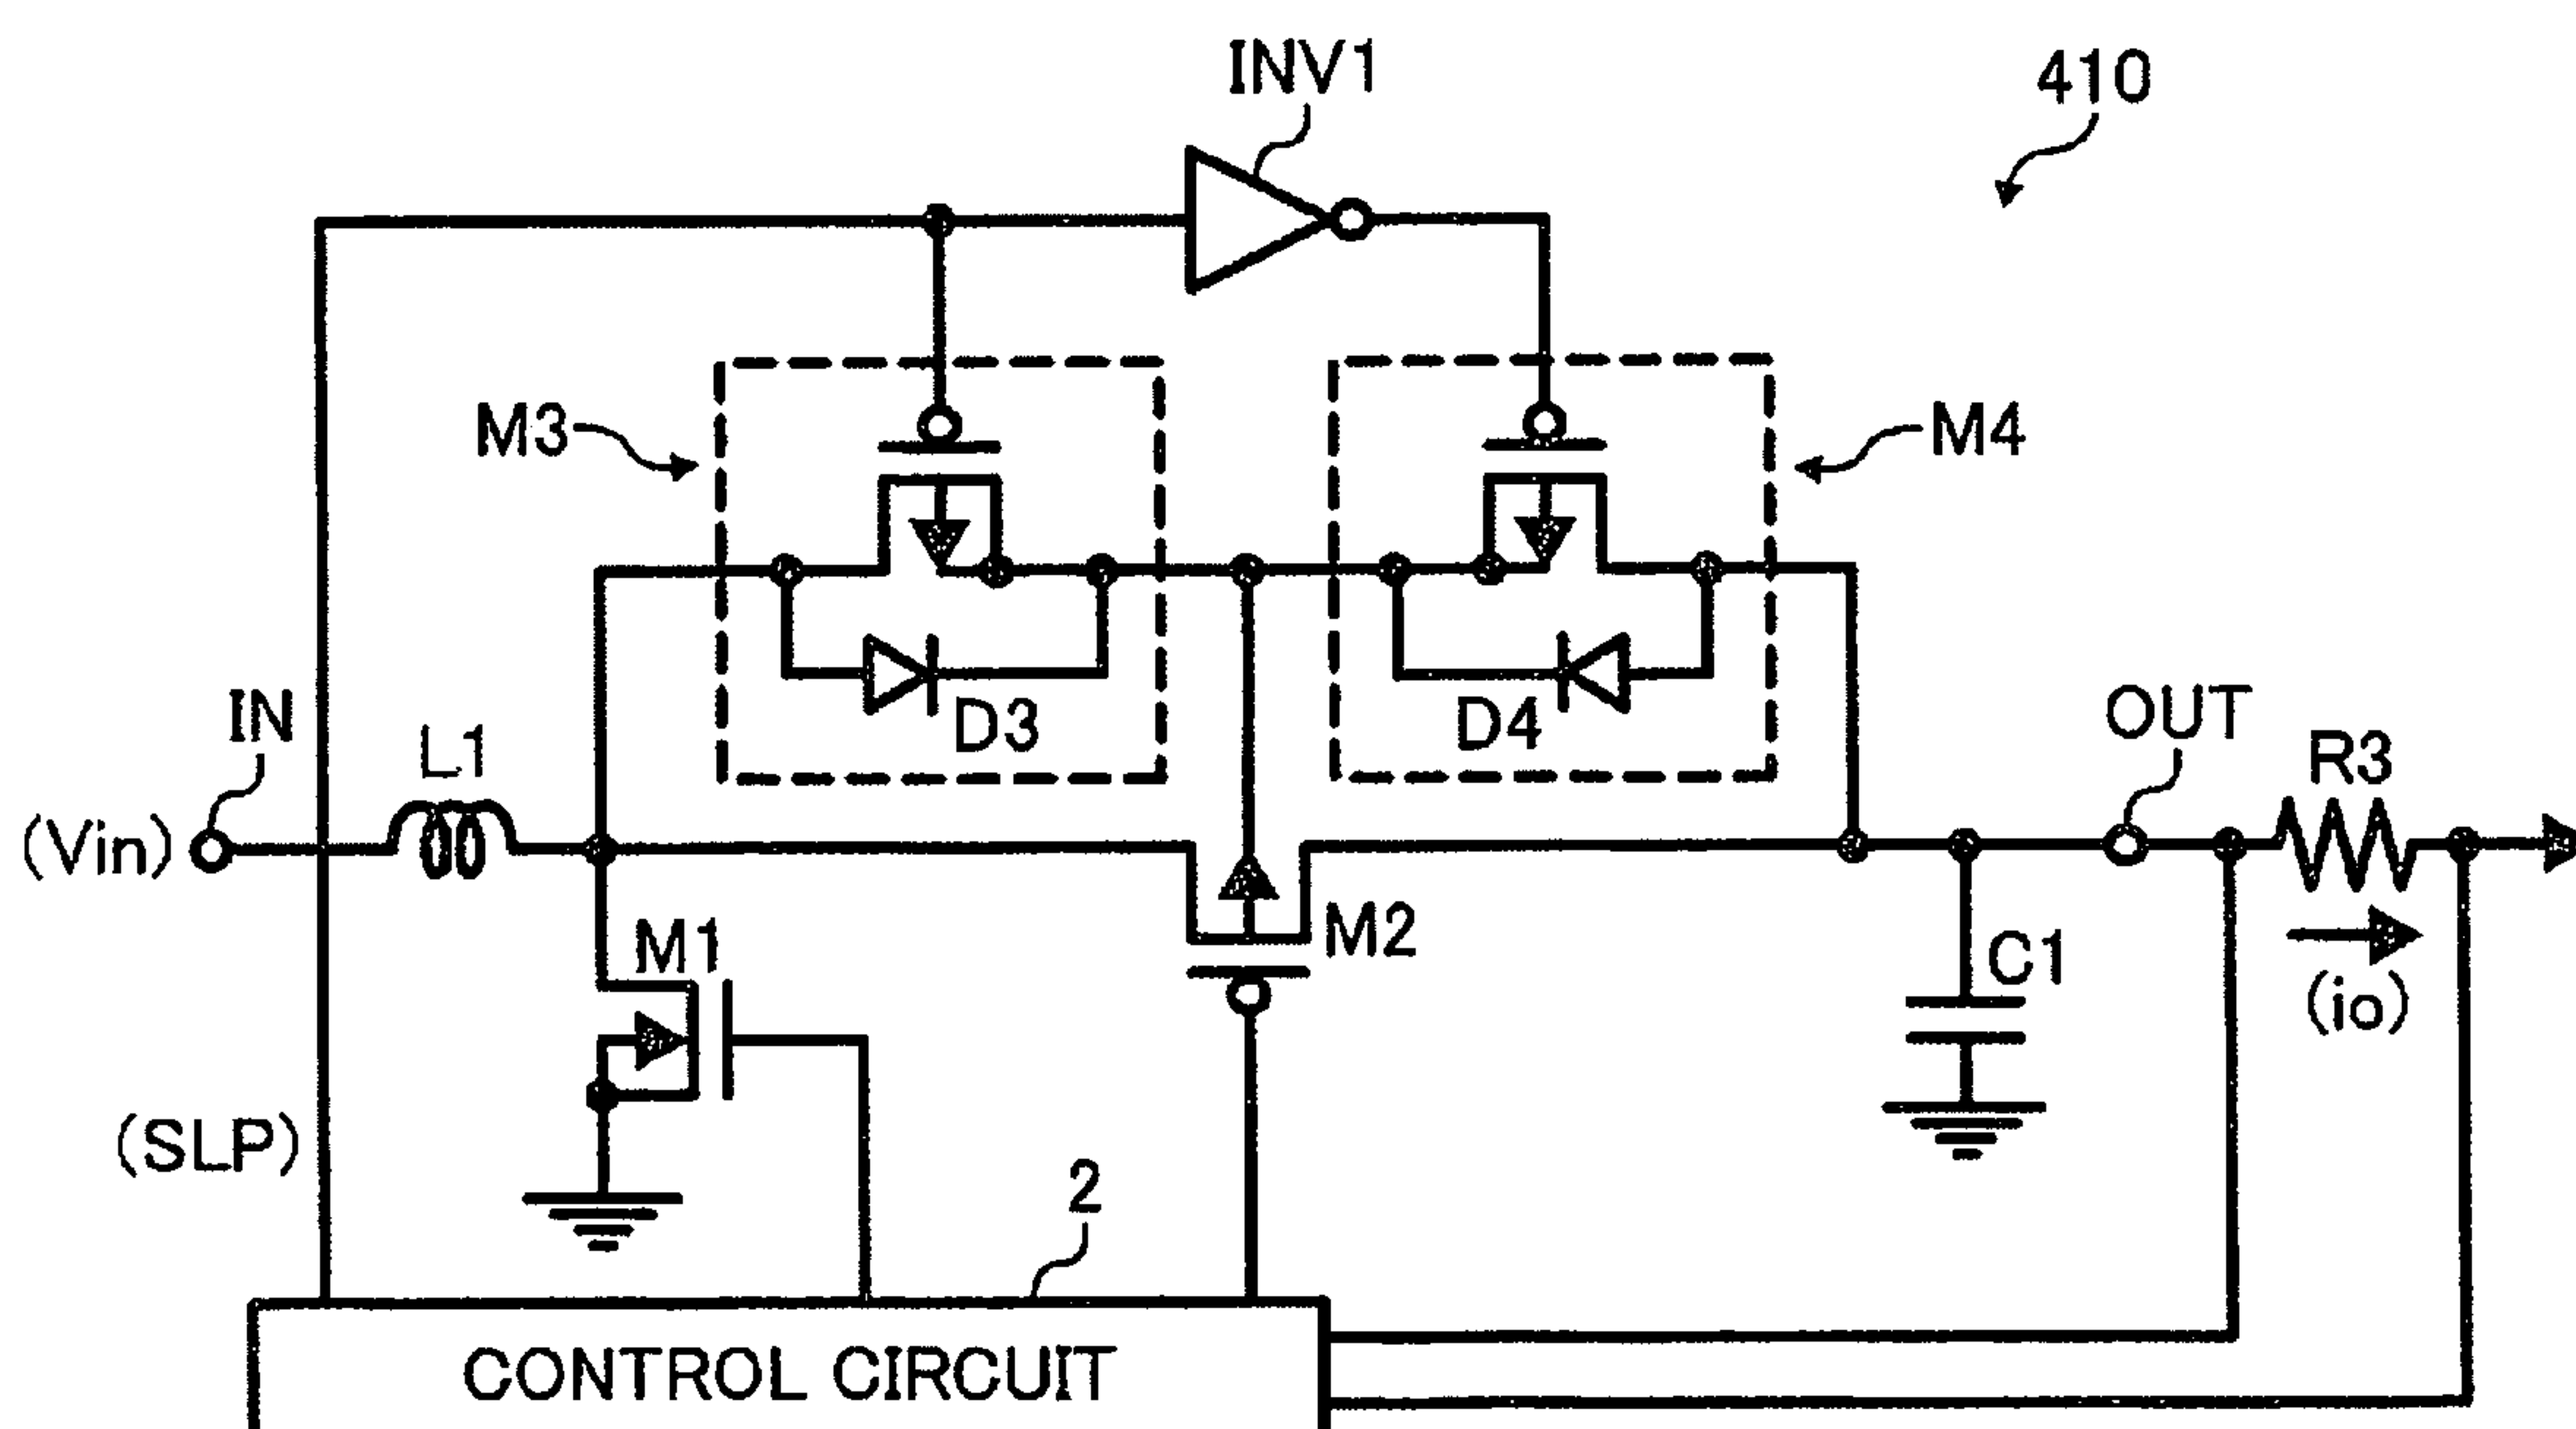 INV1
410
M3
M4
D3
D4
IN
L1
OUT
R3
(Vin)
M1
M2
C1
(io)
(SLP)
2
CONTROL CIRCUIT